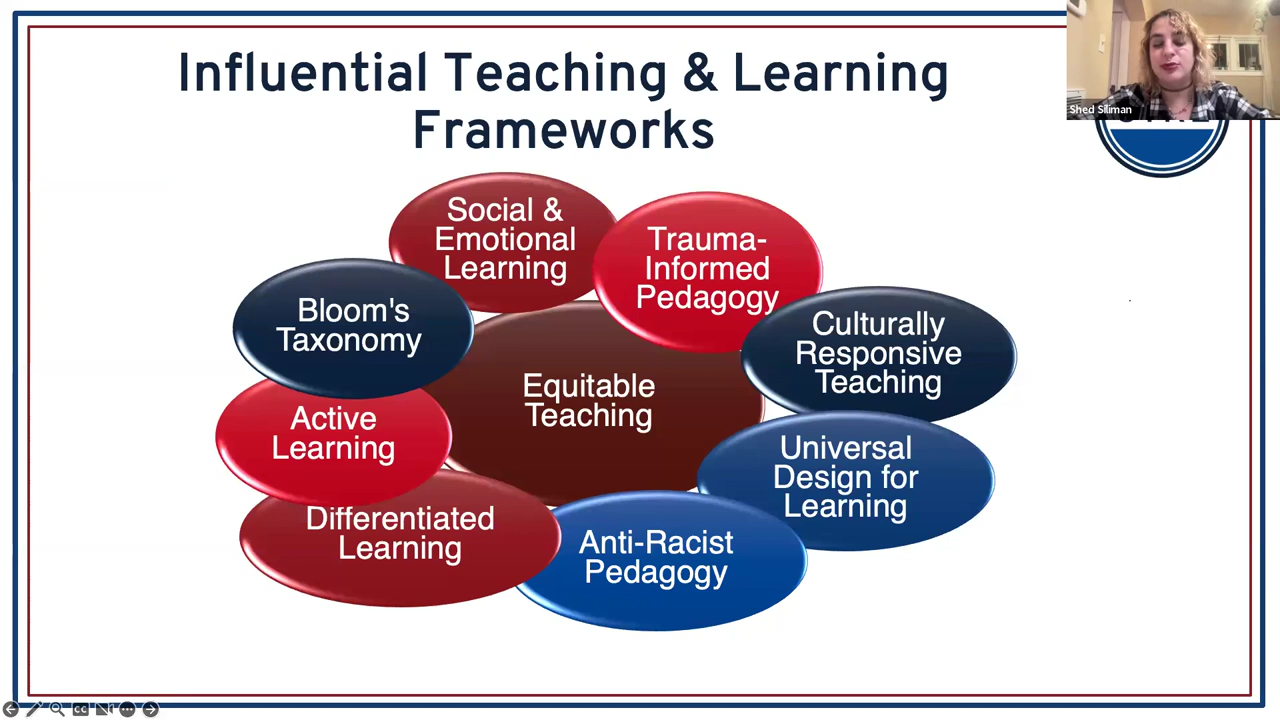 Influential Teaching & Learning
Frameworks
Shed Siliman
Social &
Emotional
Learning
Trauma-
Informed
Pedagogy
Bloom's
Taxonomy
Culturally
Responsive
Teaching
Equitable
Teaching
Active
Learning
Universal
Design for
Learning
Differentiated
Learning
Anti-Racist
Pedagogy
CC